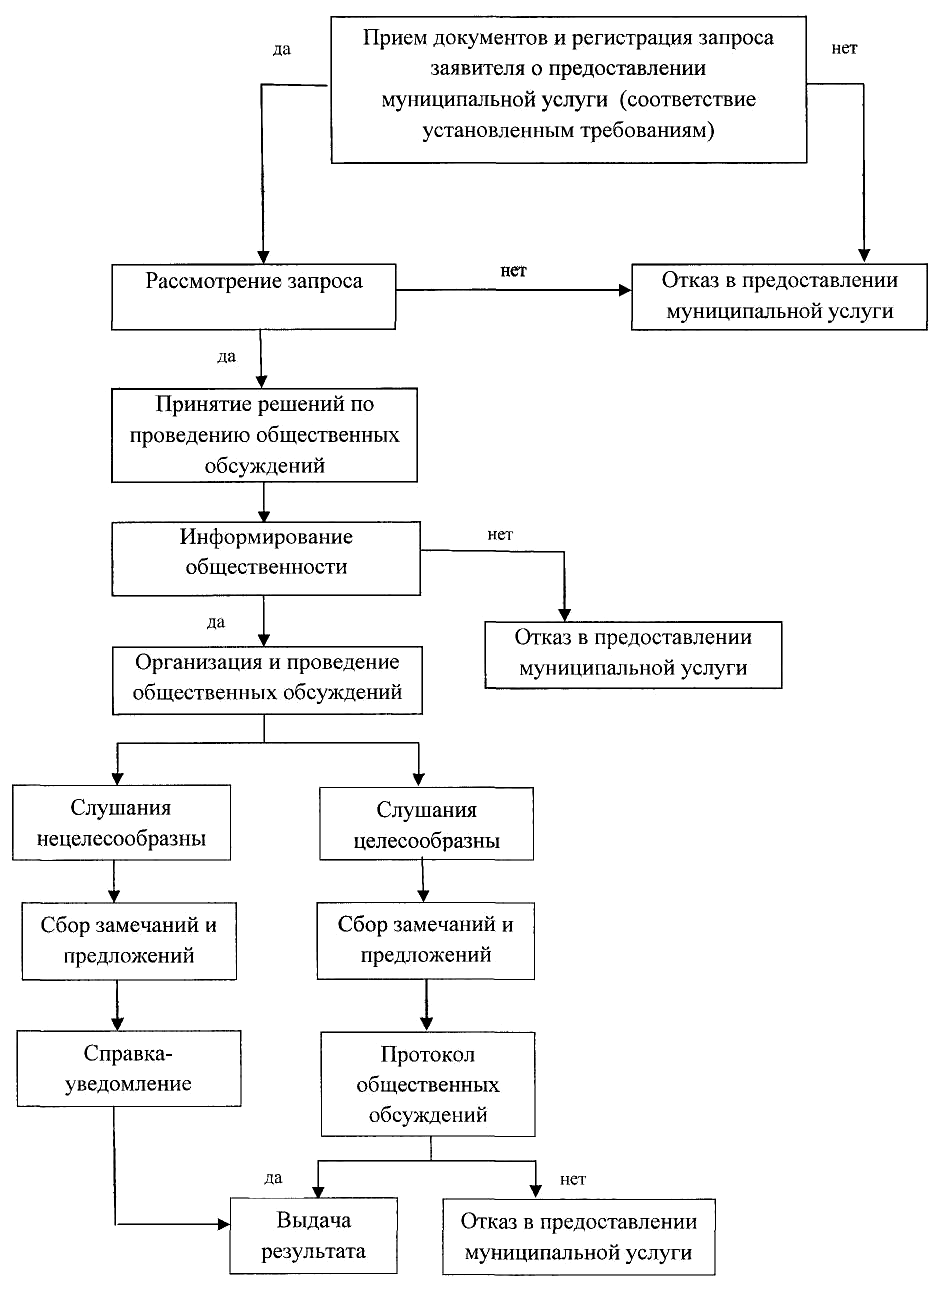 Прием документов и регистрация запроса
заявителя о предоставлении
муниципальной услуги (соответствие
установленным требованиям)
да
нет
Рассмотрение запроса
нет
Отказ в предоставлении
муниципальной услуги
да
Принятие решений по
проведению общественных
обсуждений
Информирование
общественности
нет
да
Отказ в предоставлении
муниципальной услуги
Организация и проведение
общественных обсуждений
Слушания
нецелесообразны
Слушания
целесообразны
Сбор замечаний и
предложений
Сбор замечаний и
предложений
Справка-
уведомление
Протокол
общественных
обсуждений
да
нет
Выдача
результата
Отказ в предоставлении
муниципальной услуги